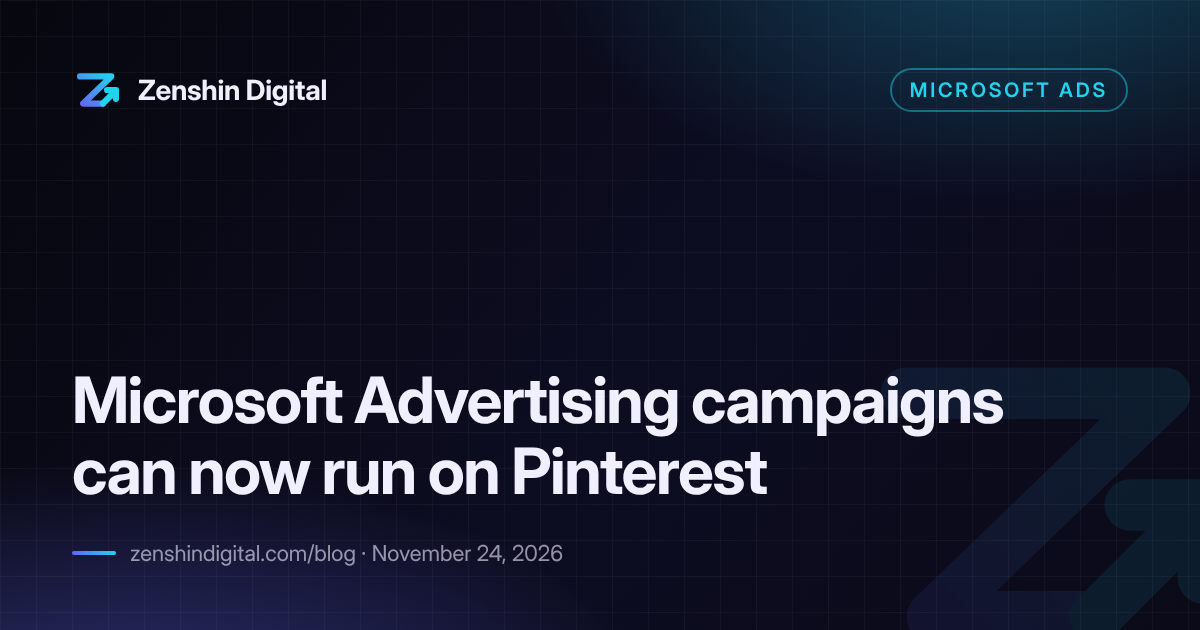 Zenshin Digital
MICROSOFT ADS
Microsoft Advertising campaigns
can now run on Pinterest
zenshindigital.com/blog · November 24, 2026